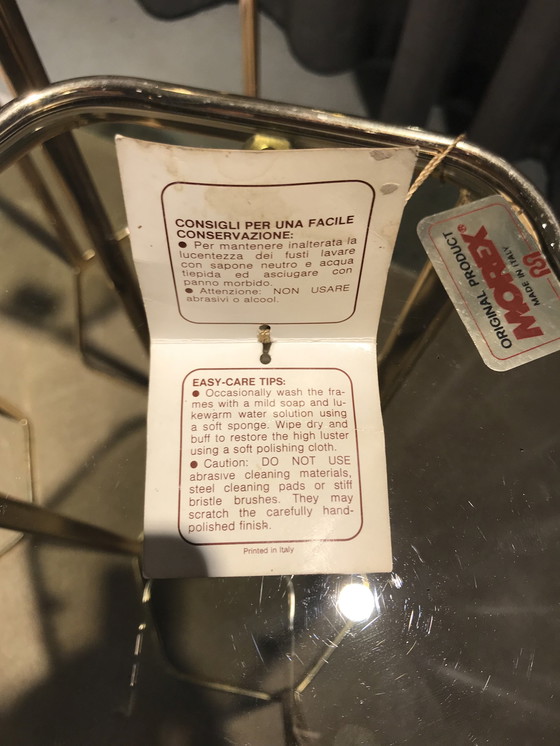 CONSIGLI PER UNA FACILE
CONSERVAZIONE:
● Per mantenere inalterata la
lucentezza dei fusti lavare
con sapone neutro e acqua
tiepida ed asciugare con
panno morbido.
● Attenzione: NON USARE
abrasivi o alcool.
EASY-CARE TIPS:
● Occasionally wash the fra-
mes with a mild soap and lu-
kewarm water solution using
a soft sponge. Wipe dry and
buff to restore the high luster
using a soft polishing cloth.
● Caution: DO NOT USE
abrasive cleaning materials,
steel cleaning pads or stiff
bristle brushes. They may
scratch the carefully hand-
polished finish.
Printed in Italy
ORIGINAL PRODUCT
MOREX®
MADE IN ITALY